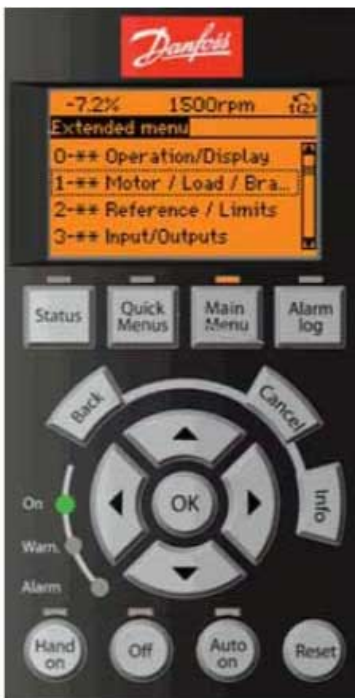 Danfoss
-7.2% 1500rpm 1(2)
Extended menu
0-** Operation/Display
1-** Motor / Load / Bra...
2-** Reference / Limits
3-** Input/Outputs
Status Quick Menus Main Menu Alarm log
Back Cancel
OK Info
On
Warn.
Alarm
Hand on Off Auto on Reset